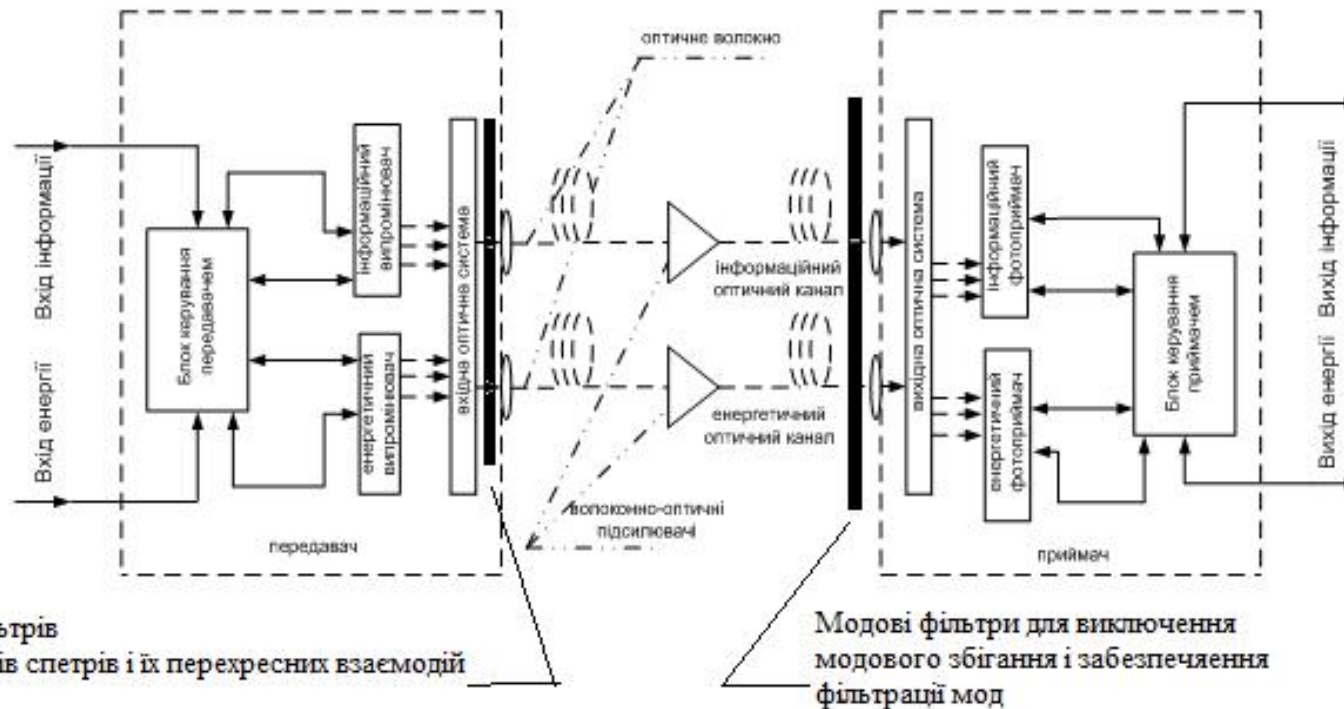 оптичне волокно
Вхід інформації
Вхід енергії
Блок керування
передавачем
інформаційний
випромінювач
енергетичний
випромінювач
вхідна оптична система
передавач
інформаційний
оптичний канал
енергетичний
оптичний канал
волоконно-оптичні
підсилювачі
вихідна оптична система
інформаційний
фотоприймач
енергетичний
фотоприймач
Блок керування
приймачем
приймач
Вихід інформації
Вихід енергії
ьтрів
ів спетрів і їх перехресних взаємодій
Модові фільтри для виключення
модового збігання і забезпечяення
фільтрації мод